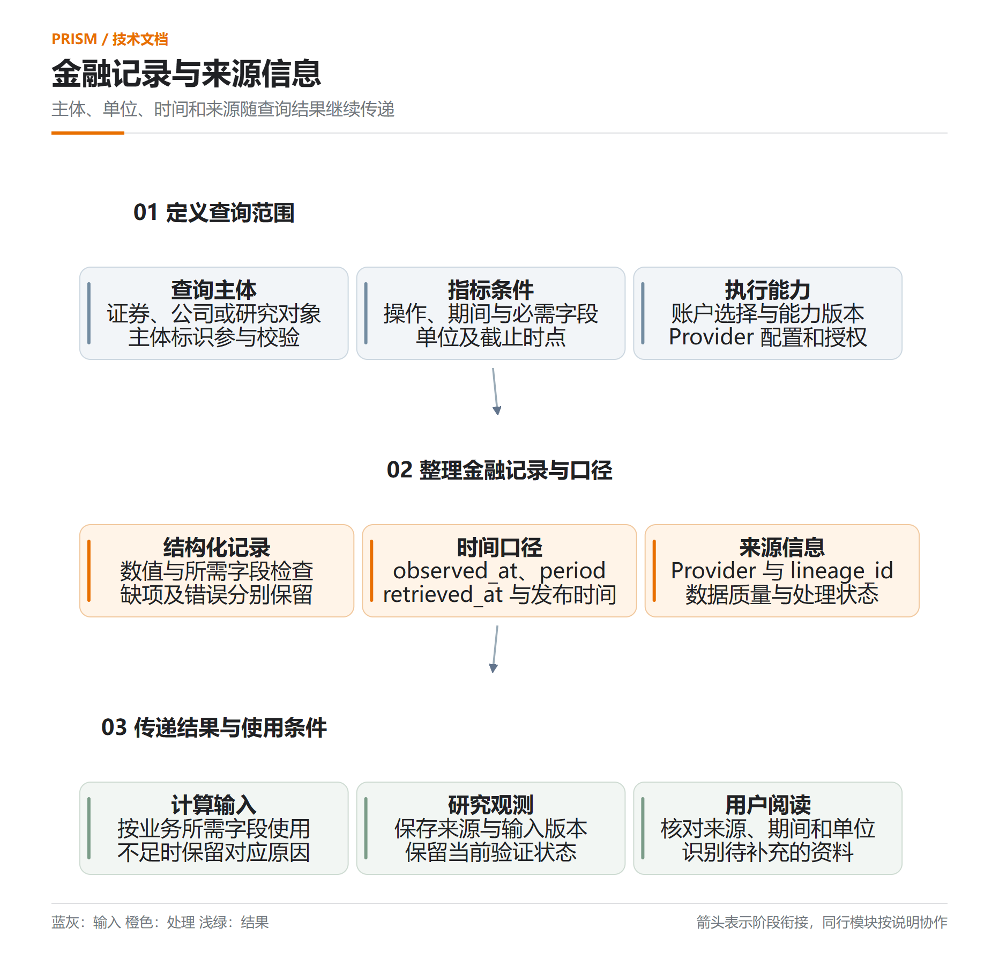 PRISM / 技术文档
金融记录与来源信息
主体、单位、时间和来源随查询结果继续传递
01 定义查询范围
查询主体
证券、公司或研究对象
主体标识参与校验
指标条件
操作、期间与必需字段
单位及截止时点
执行能力
账户选择与能力版本
Provider 配置和授权
02 整理金融记录与口径
结构化记录
数值与所需字段检查
缺项及错误分别保留
时间口径
observed_at、period
retrieved_at 与发布时间
来源信息
Provider 与 lineage_id
数据质量与处理状态
03 传递结果与使用条件
计算输入
按业务所需字段使用
不足时保留对应原因
研究观测
保存来源与输入版本
保留当前验证状态
用户阅读
核对来源、期间和单位
识别待补充的资料
蓝灰：输入 橙色：处理 浅绿：结果
箭头表示阶段衔接，同行模块按说明协作